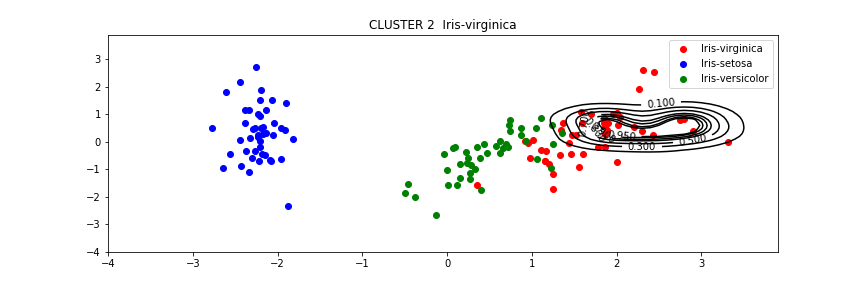 CLUSTER 2 Iris-virginica
Iris-virginica
Iris-setosa
Iris-versicolor
0.100
0.950
0.300
0.500
3
2
1
0
−1
−2
−3
−4
−4 −3 −2 −1 0 1 2 3